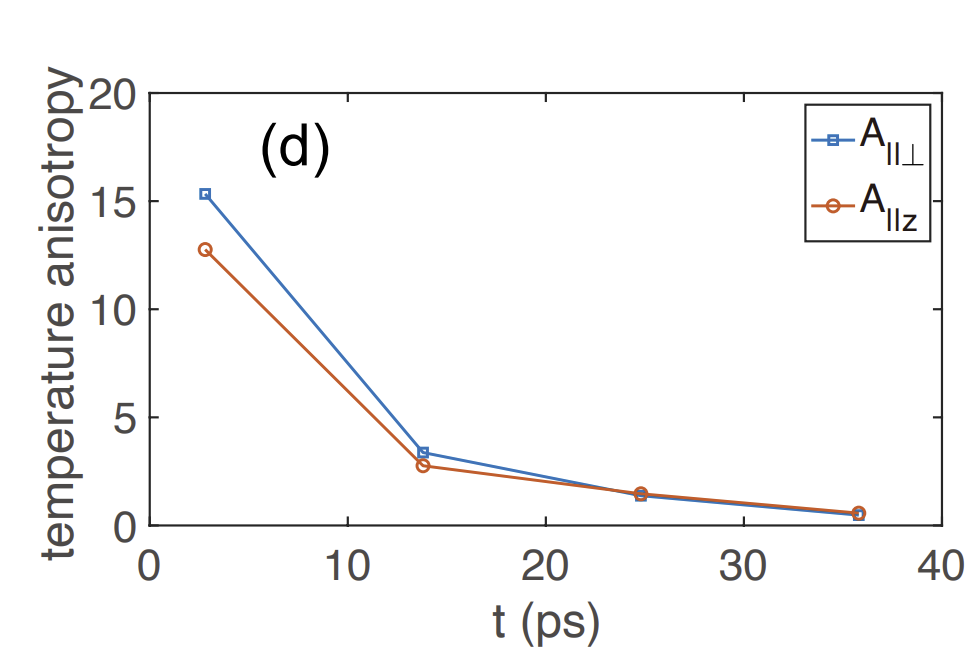 temperature anisotropy
20
15
10
5
0
(d)
A||⊥
A||z
0 10 20 30 40
t (ps)